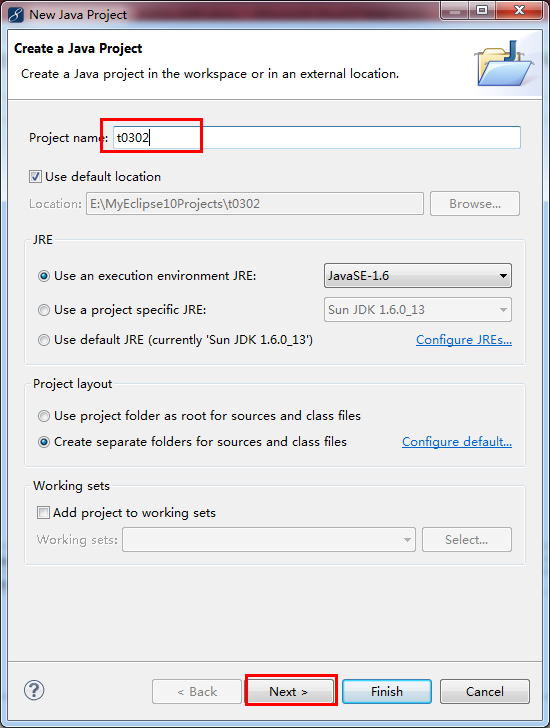 New Java Project
Create a Java Project
Create a Java project in the workspace or in an external location.
Project name: t0302
Use default location
Location: E:\MyEclipse10Projects\t0302 Browse...
JRE
Use an execution environment JRE: JavaSE-1.6
Use a project specific JRE: Sun JDK 1.6.0_13
Use default JRE (currently 'Sun JDK 1.6.0_13') Configure JREs...
Project layout
Use project folder as root for sources and class files
Create separate folders for sources and class files Configure default...
Working sets
Add project to working sets
Working sets: Select...
? < Back Next > Finish Cancel